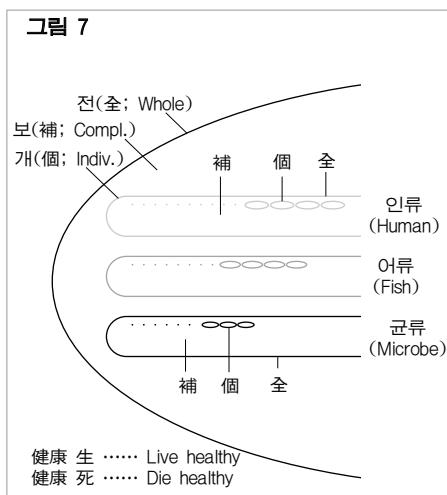 그림 7
전(全; Whole)
보(補; Compl.)
개(個; Indiv.)
補 個 全
인류
(Human)
어류
(Fish)
균류
(Microbe)
補 個 全
健康 生 ⋯⋯ Live healthy
健康 死 ⋯⋯ Die healthy